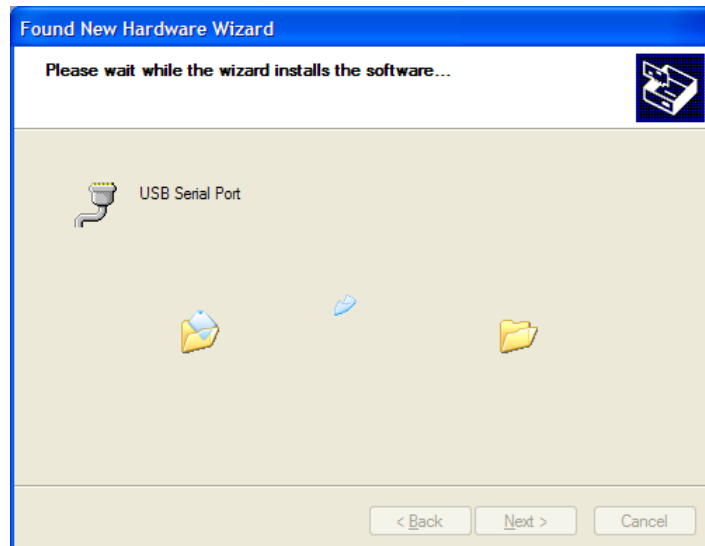 Found New Hardware Wizard
Please wait while the wizard installs the software...
USB Serial Port
< Back
Next >
Cancel